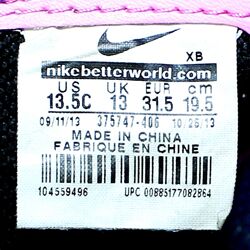 XB
nikebetterworld.com
US UK EUR cm
13.5C 13 31.5 19.5
09/11/13 375747-406 10/26/13
MADE IN CHINA
FABRIQUE EN CHINE
104559496 UPC 00885177082864